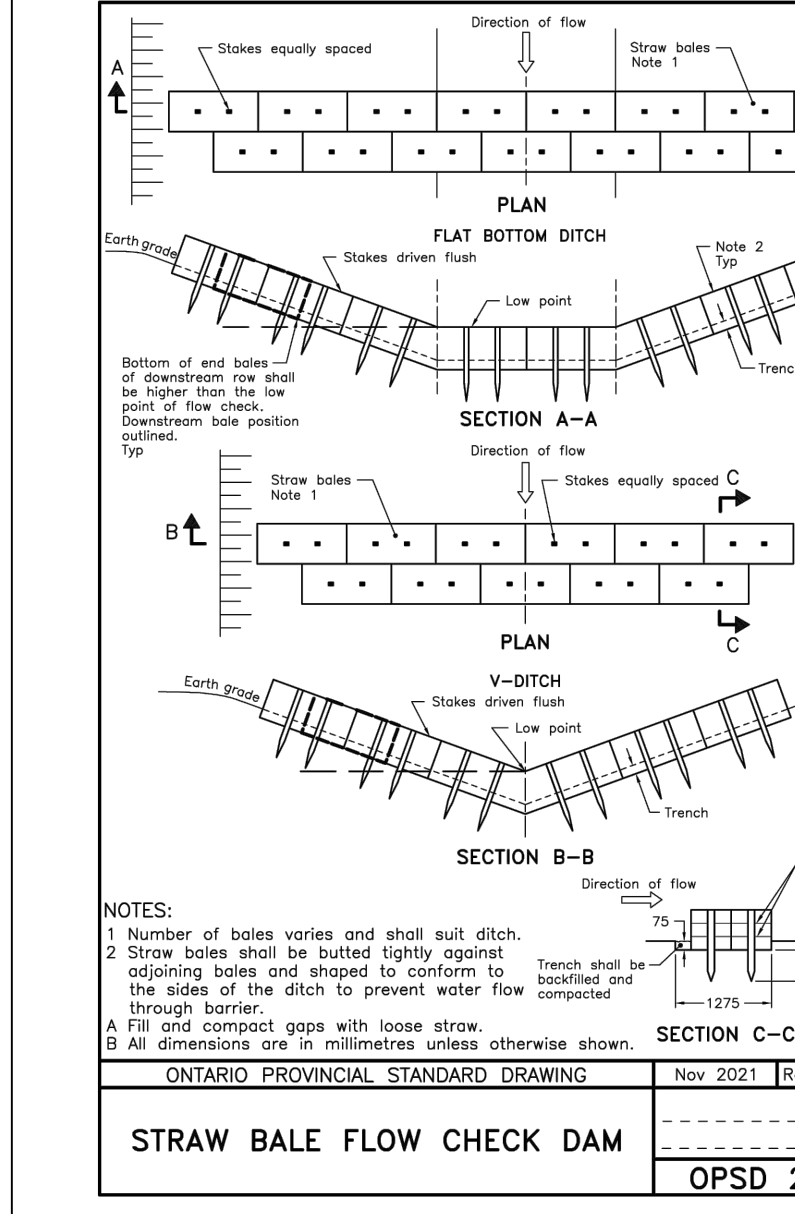 Direction of flow
Stakes equally spaced
Straw bales
Note 1
A
PLAN
FLAT BOTTOM DITCH
Earth grade
Stakes driven flush
Note 2
Typ
Low point
Bottom of end bales
of downstream row shall
be higher than the low
point of flow check.
Downstream bale position
outlined.
Typ
SECTION A-A
Direction of flow
Straw bales
Note 1
Stakes equally spaced
C
B
PLAN
C
V-DITCH
Earth grade
Stakes driven flush
Low point
Trench
SECTION B-B
Direction of flow
75
Trench shall be
backfilled and
compacted
1275
SECTION C-C
NOTES:
1 Number of bales varies and shall suit ditch.
2 Straw bales shall be butted tightly against
adjoining bales and shaped to conform to
the sides of the ditch to prevent water flow
through barrier.
A Fill and compact gaps with loose straw.
B All dimensions are in millimetres unless otherwise shown.
ONTARIO PROVINCIAL STANDARD DRAWING
Nov 2021
STRAW BALE FLOW CHECK DAM
OPSD